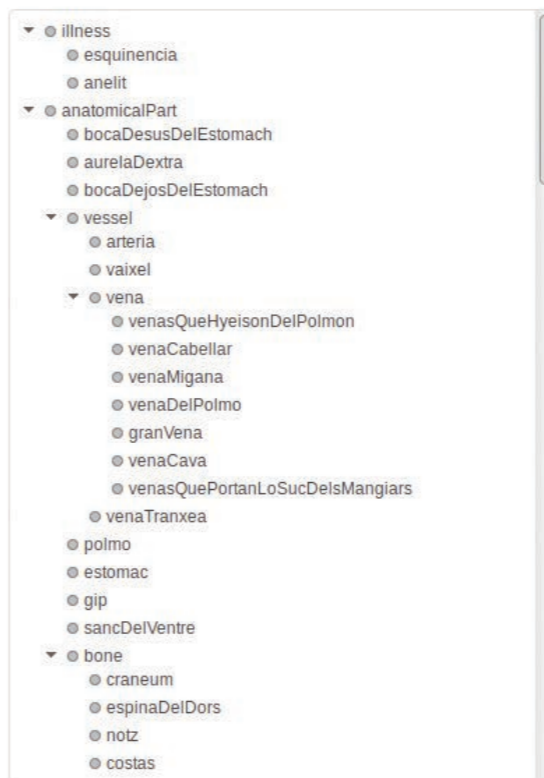 illness
esquinencia
anelit
anatomicalPart
bocaDesusDelEstomach
aurelaDextra
bocaDejosDelEstomach
vessel
arteria
vaixel
vena
venasQueHyeisonDelPolmon
venaCabellar
venaMigana
venaDelPolmo
granVena
venaCava
venasQuePortanLoSucDelsMangiars
venaTranxea
polmo
estomac
gip
sancDelVentre
bone
craneum
espinaDelDors
notz
costas